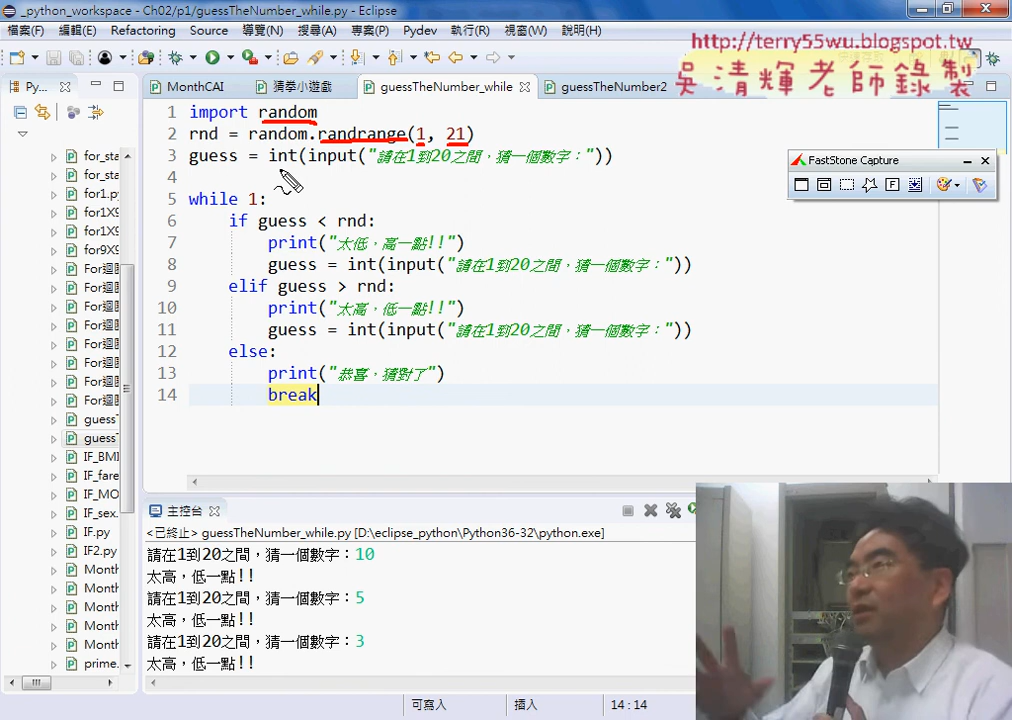 _python_workspace - Ch02/p1/guessTheNumber_while.py - Eclipse
檔案(F) 編輯(E) Refactoring Source 導覽(N) 搜尋(A) 專案(P) Pydev 執行(R) 視窗(W) 說明(H)
http://terry55wu.blogspot.tw
吳清輝老師錄製
Py...
MonthCAI 猜拳小遊戲 guessTheNumber_while guessTheNumber2
1 import random
2 rnd = random.randrange(1, 21)
3 guess = int(input("請在1到20之間，猜一個數字："))
4
5 while 1:
6 if guess < rnd:
7 print("太低，高一點!!")
8 guess = int(input("請在1到20之間，猜一個數字："))
9 elif guess > rnd:
10 print("太高，低一點!!")
11 guess = int(input("請在1到20之間，猜一個數字："))
12 else:
13 print("恭喜，猜對了")
14 break
FastStone Capture
for_sta
for_sta
for1.py
for1X9
for1X9
for9X9
For迴圈
For迴圈
For迴圈
For迴圈
For迴圈
For迴圈
For迴圈
For迴圈
guess
guess
IF_BMI
IF_fare
IF_MO
IF_sex.
IF.py
IF2.py
Month
Month
Month
Month
Month
prime.
主控台
<已終止> guessTheNumber_while.py [D:\eclipse_python\Python36-32\python.exe]
請在1到20之間，猜一個數字：10
太高，低一點!!
請在1到20之間，猜一個數字：5
太高，低一點!!
請在1到20之間，猜一個數字：3
太高，低一點!!
可寫入 插入 14:14